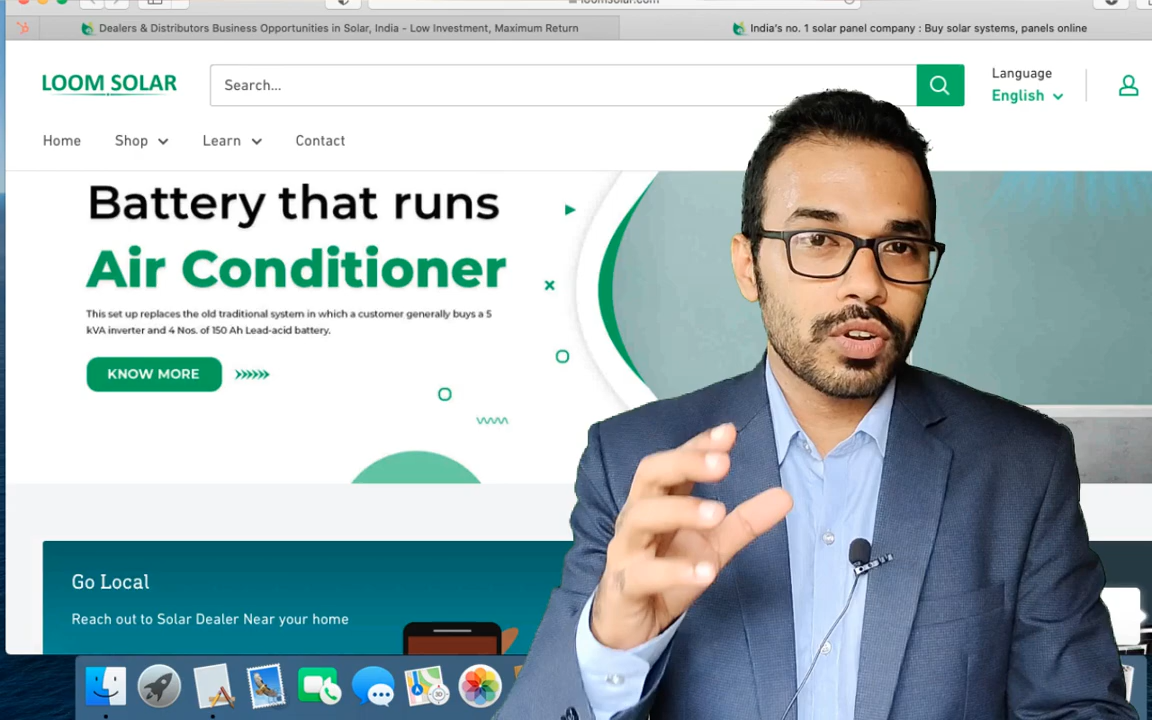 loomsolar.com
Dealers & Distributors Business Opportunities in Solar, India - Low Investment, Maximum Return
India's no. 1 solar panel company : Buy solar systems, panels online
LOOM SOLAR
Search...
Language
English
Home
Shop
Learn
Contact
Battery that runs
Air Conditioner
This set up replaces the old traditional system in which a customer generally buys a 5
kVA inverter and 4 Nos. of 150 Ah Lead-acid battery.
KNOW MORE
Go Local
Reach out to Solar Dealer Near your home
3D